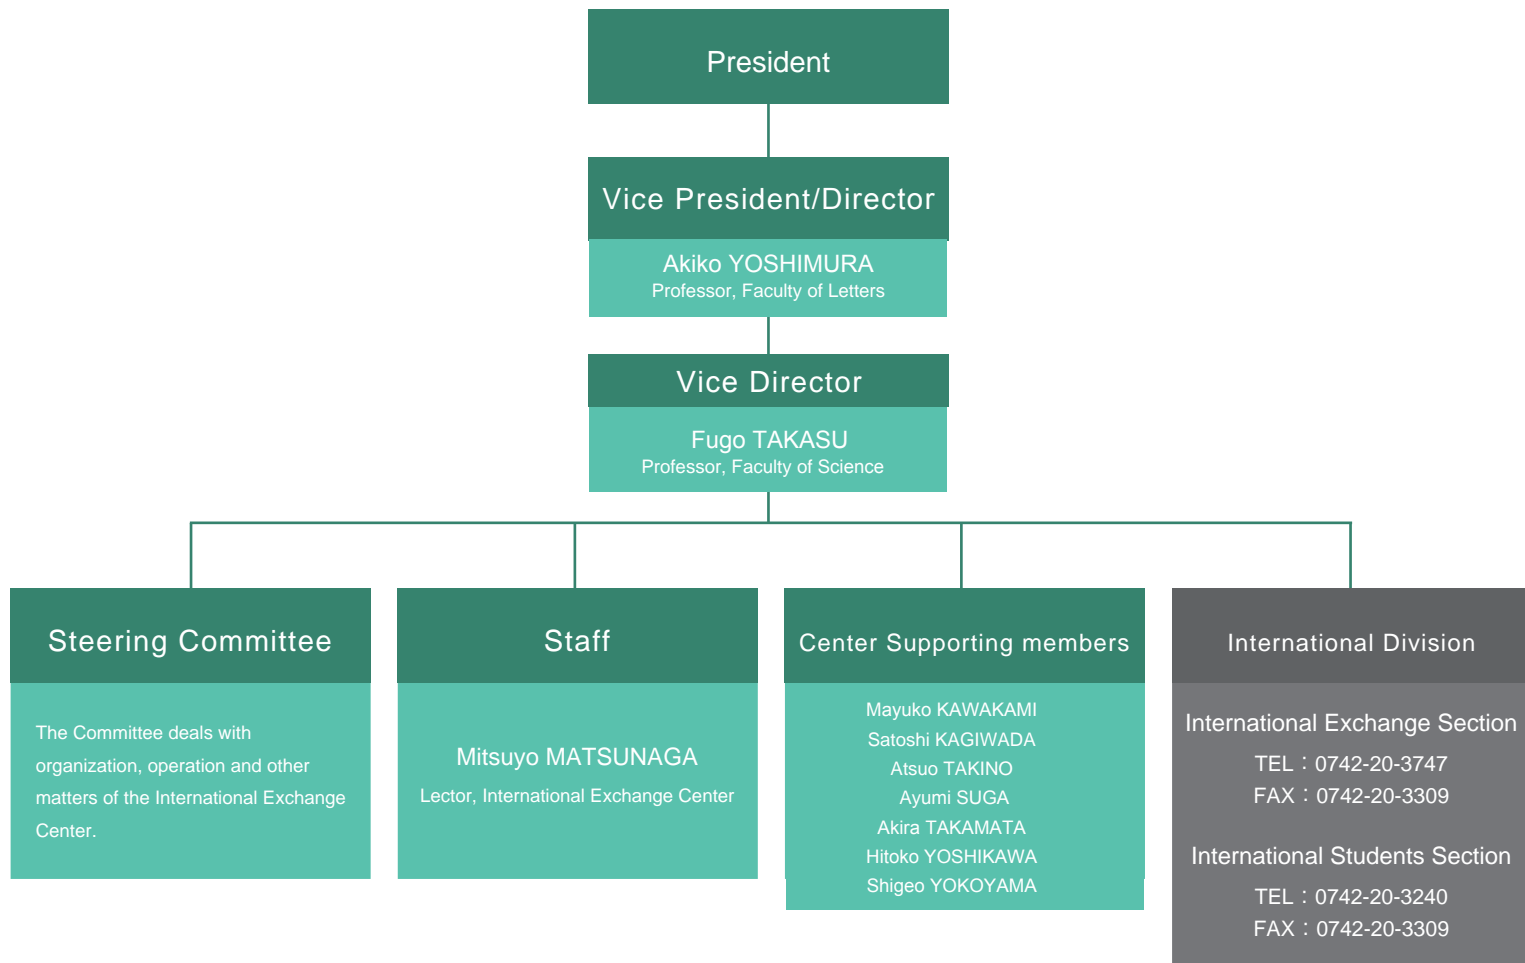 President
Vice President/Director
Akiko YOSHIMURA
Professor, Faculty of Letters
Vice Director
Fugo TAKASU
Professor, Faculty of Science
Steering Committee
The Committee deals with
organization, operation and other
matters of the International Exchange
Center.
Staff
Mitsuyo MATSUNAGA
Lector, International Exchange Center
Center Supporting members
Mayuko KAWAKAMI
Satoshi KAGIWADA
Atsuo TAKINO
Ayumi SUGA
Akira TAKAMATA
Hitoko YOSHIKAWA
Shigeo YOKOYAMA
International Division
International Exchange Section
TEL：0742-20-3747
FAX：0742-20-3309
International Students Section
TEL：0742-20-3240
FAX：0742-20-3309